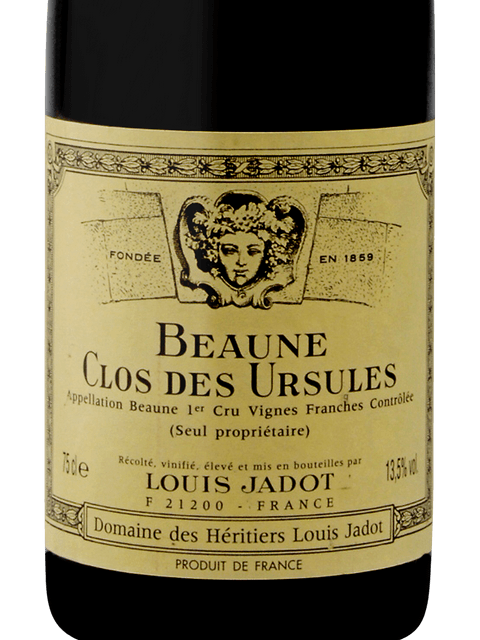 FONDÉE EN 1859
BEAUNE
CLOS DES URSULES
Appellation Beaune 1er Cru Vignes Franches Contrôlée
(Seul propriétaire)
75 cl e
Récolté, vinifié, élevé et mis en bouteilles par
13,5% vol.
LOUIS JADOT
F 21200 - FRANCE
Domaine des Héritiers Louis Jadot
PRODUIT DE FRANCE